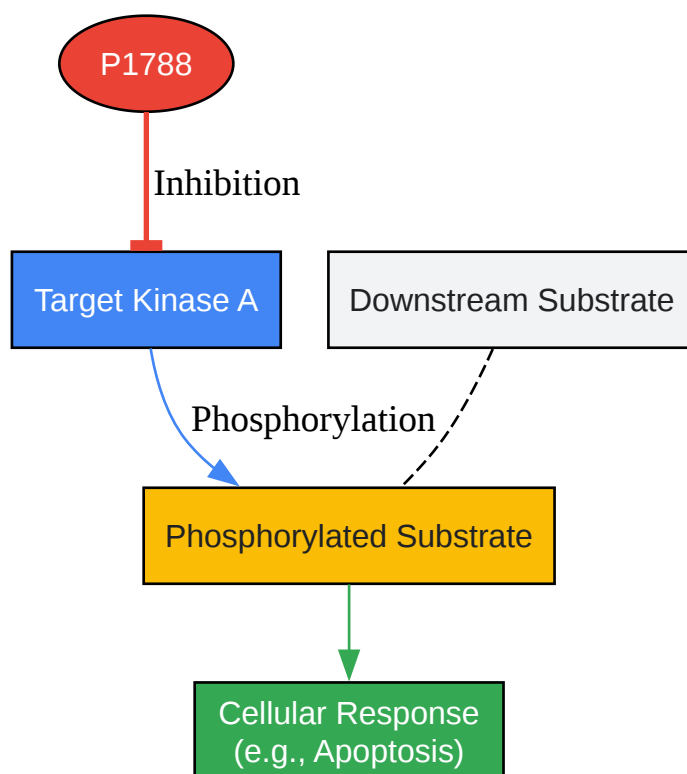 P1788
Inhibition
Target Kinase A
Downstream Substrate
Phosphorylation
Phosphorylated Substrate
Cellular Response
(e.g., Apoptosis)